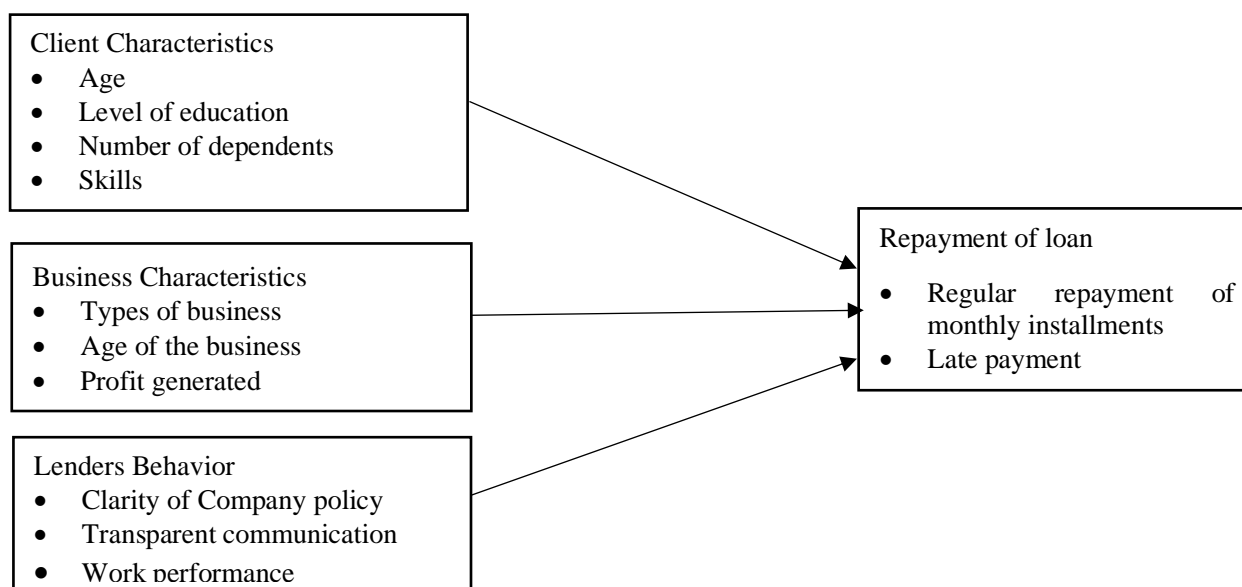 Client Characteristics
• Age
• Level of education
• Number of dependents
• Skills
Business Characteristics
• Types of business
• Age of the business
• Profit generated
Lenders Behavior
• Clarity of Company policy
• Transparent communication
• Work performance
Repayment of loan
• Regular repayment of
monthly installments
• Late payment